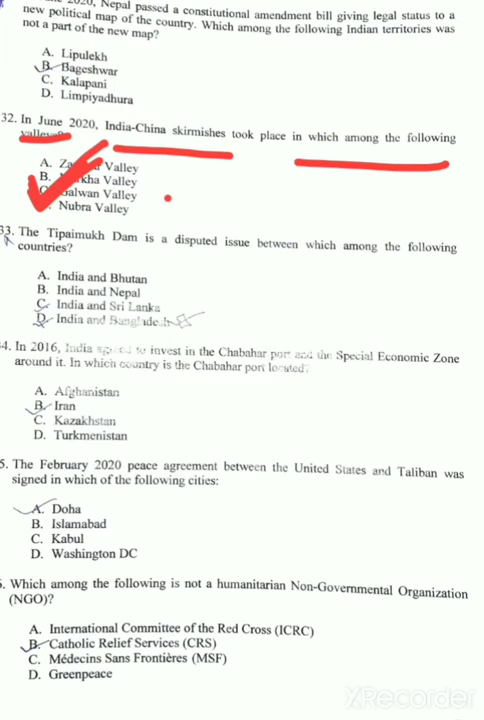 2020, Nepal passed a constitutional amendment bill giving legal status to a
new political map of the country. Which among the following Indian territories was
not a part of the new map?
A. Lipulekh
B. Bageshwar
C. Kalapani
D. Limpiyadhura
32. In June 2020, India-China skirmishes took place in which among the following
A. Valley
B. Valley
Galwan Valley
Nubra Valley
33. The Tipaimukh Dam is a disputed issue between which among the following
countries?
A. India and Bhutan
B. India and Nepal
C. India and Sri Lanka
D. India and Bangladesh
4. In 2016, India agreed to invest in the Chabahar port and the Special Economic Zone
around it. In which country is the Chabahar port located?
A. Afghanistan
B. Iran
C. Kazakhstan
D. Turkmenistan
5. The February 2020 peace agreement between the United States and Taliban was
signed in which of the following cities:
A. Doha
B. Islamabad
C. Kabul
D. Washington DC
6. Which among the following is not a humanitarian Non-Governmental Organization
(NGO)?
A. International Committee of the Red Cross (ICRC)
B. Catholic Relief Services (CRS)
C. Médecins Sans Frontières (MSF)
D. Greenpeace
XRecorder